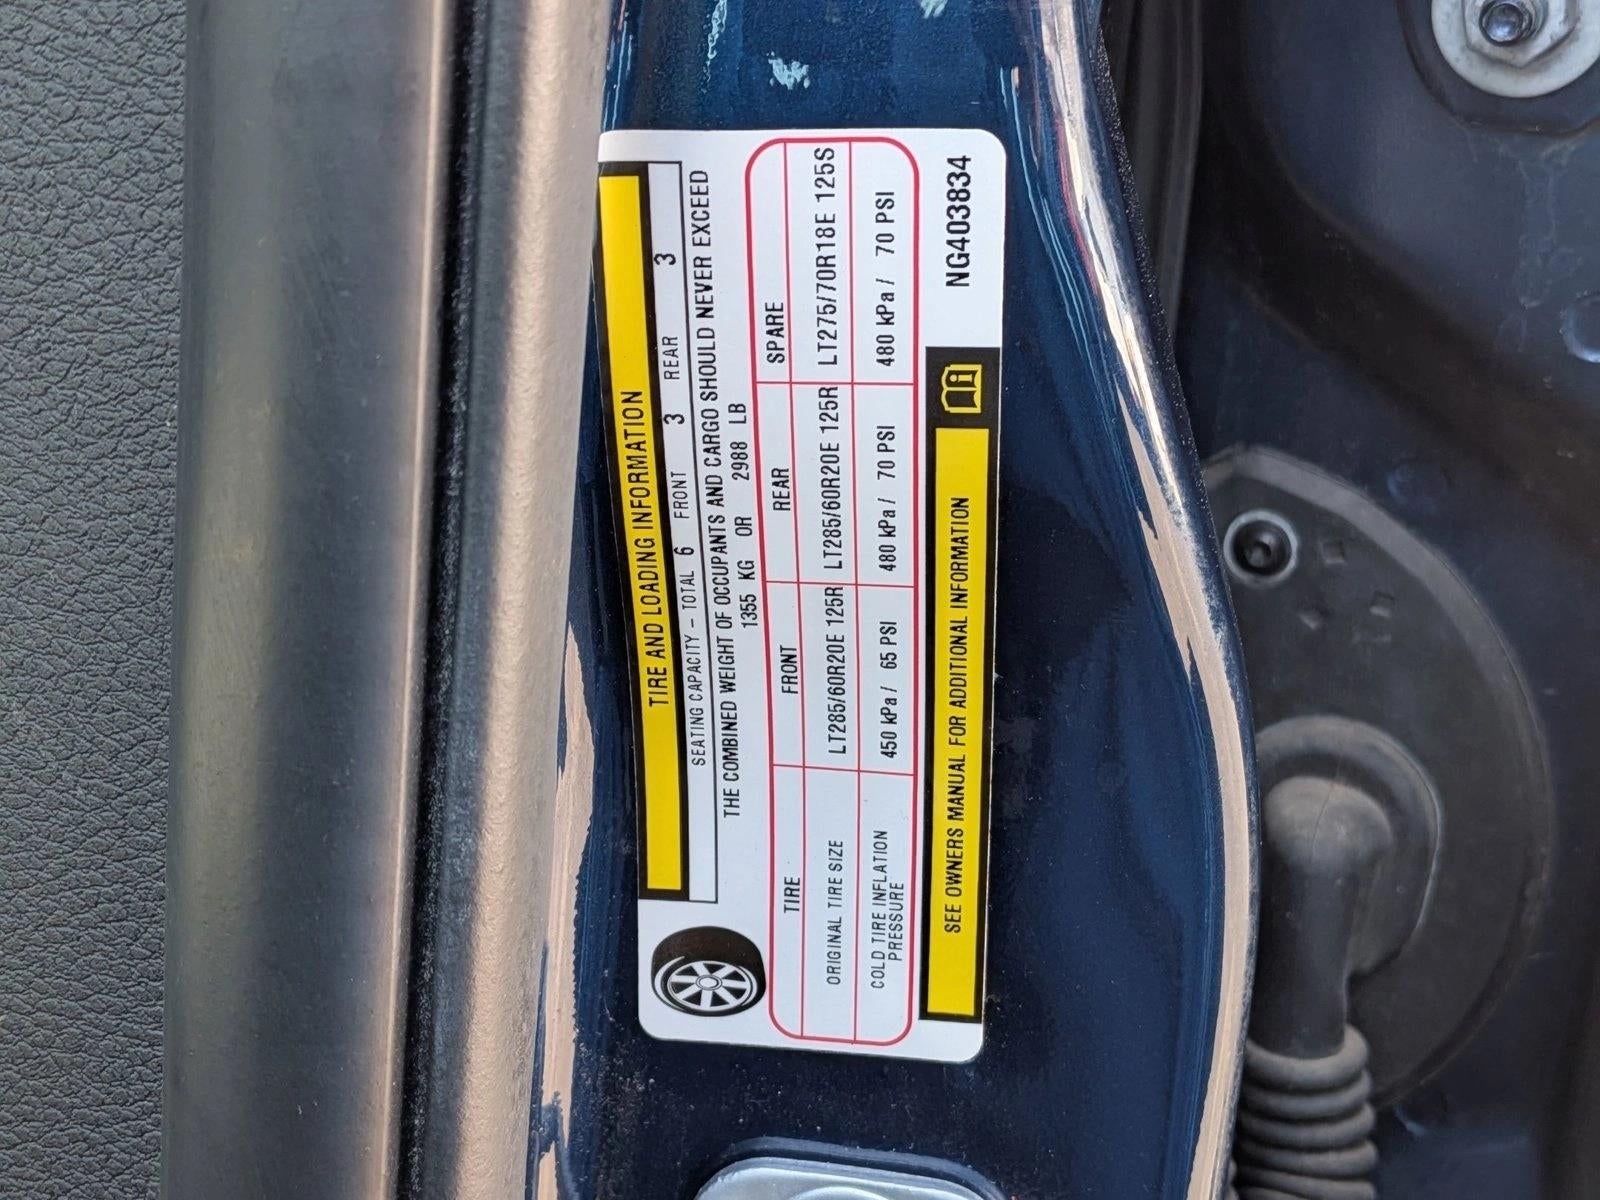 TIRE AND LOADING INFORMATION
SEATING CAPACITY - TOTAL 6 FRONT 3 REAR 3
THE COMBINED WEIGHT OF OCCUPANTS AND CARGO SHOULD NEVER EXCEED
1355 KG OR 2988 LB
TIRE FRONT REAR SPARE
ORIGINAL TIRE SIZE LT285/60R20E 125R LT285/60R20E 125R LT275/70R18E 125S
COLD TIRE INFLATION
PRESSURE 450 kPa / 65 PSI 480 kPa / 70 PSI 480 kPa / 70 PSI
SEE OWNERS MANUAL FOR ADDITIONAL INFORMATION
NG403834